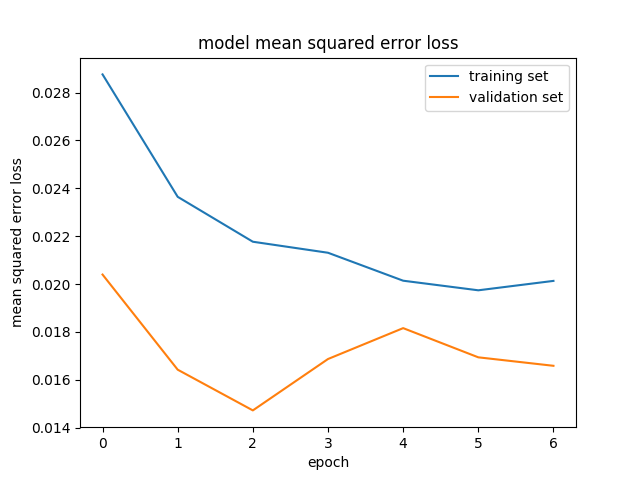 model mean squared error loss
training set
validation set
0.028
0.026
0.024
0.022
0.020
0.018
0.016
0.014
mean squared error loss
0 1 2 3 4 5 6
epoch